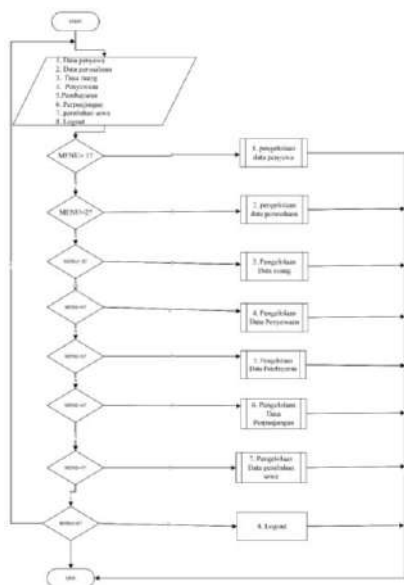 START
1. Data penyewa
2. Data perusahaan
3. Data ruang
4. Penyewaan
5. Pembayaran
6. Perpanjangan
7. perubahan sewa
8. Logout
MENU= 1?
1. pengelolaan
data penyewa
MENU=2?
2. pengelolaan
data perusahaan
3. Pengelolaan
Data ruang
4. Pengelolaan
Data Penyewaan
5. Pengelolaan
Data Pembayaran
6. Pengelolaan
Data
Perpanjangan
7. Pengelolaan
Data perubahan
sewa
8. Logout
END